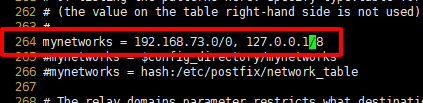 262 # (the value on the table right-hand side is not used)
263 #
264 mynetworks = 192.168.73.0/0, 127.0.0.1/8
265 #mynetworks = $config_directory/mynetworks
266 #mynetworks = hash:/etc/postfix/network_table
267
268 # The relay_domains parameter restricts what destination